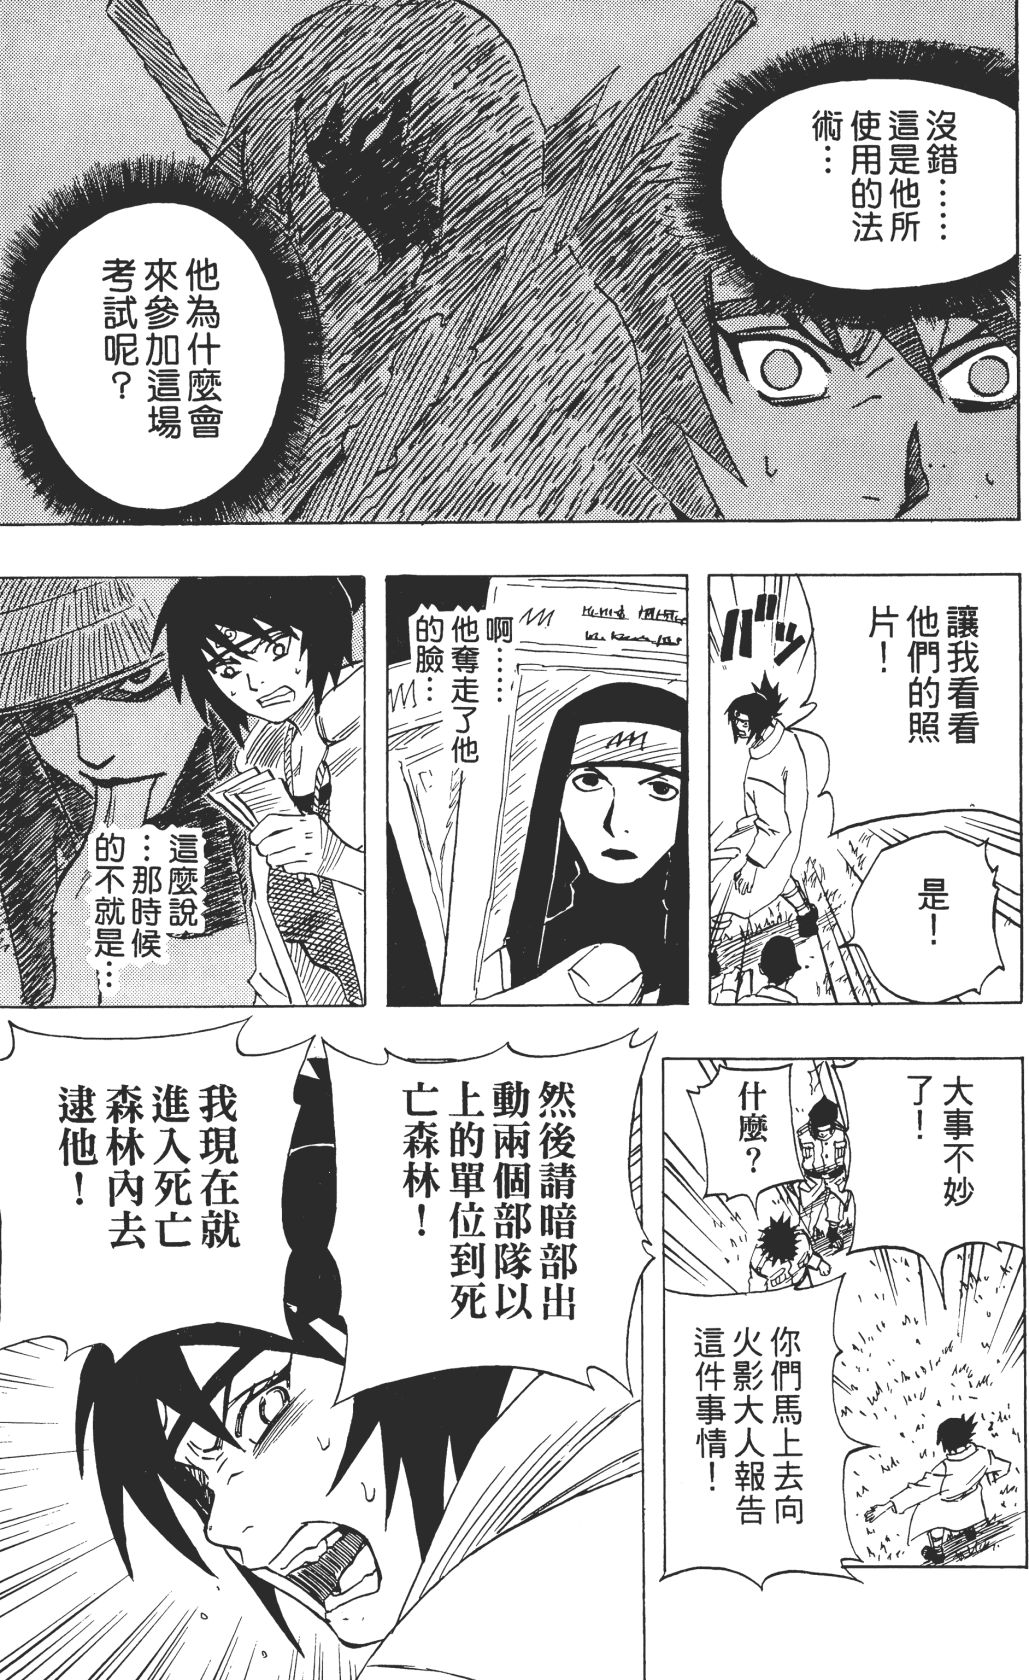 沒錯……
這是他所
使用的法
術…
他為什麼會
來參加這場
考試呢？
讓我看看
他們的照
片！
バババッ
是！
啊……
他奪走了他
的臉…
這麼說
…那時候
的不就是…
大事不妙
了！
什麼？
你們馬上去向
火影大人報告
這件事情！
然後請暗部出
動兩個部隊以
上的單位到死
亡森林！
我現在就
進入死亡
森林內去
逮他！